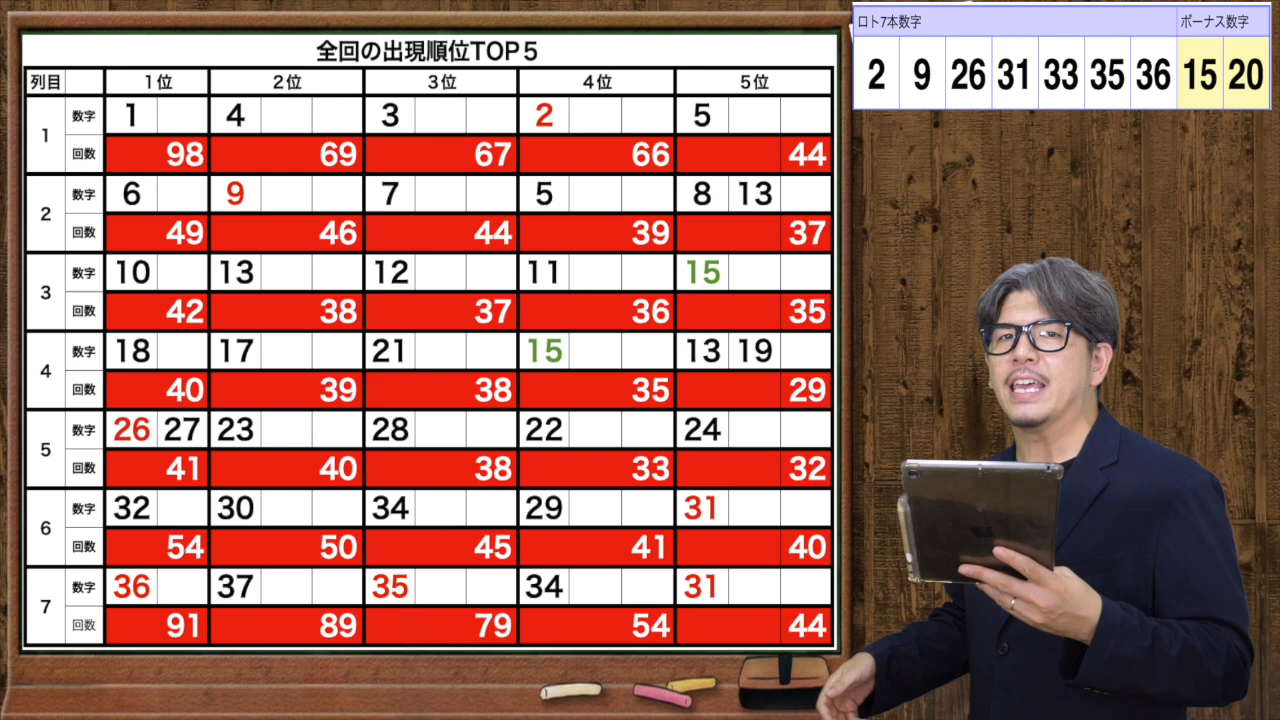 全回の出現順位TOP5
列目 1位 2位 3位 4位 5位
1 数字 1 4 3 2 5
回数 98 69 67 66 44
2 数字 6 9 7 5 8 13
回数 49 46 44 39 37
3 数字 10 13 12 11 15
回数 42 38 37 36 35
4 数字 18 17 21 15 13 19
回数 40 39 38 35 29
5 数字 26 27 23 28 22 24
回数 41 40 38 33 32
6 数字 32 30 34 29 31
回数 54 50 45 41 40
7 数字 36 37 35 34 31
回数 91 89 79 54 44
ロト7本数字 ボーナス数字
2 9 26 31 33 35 36 15 20